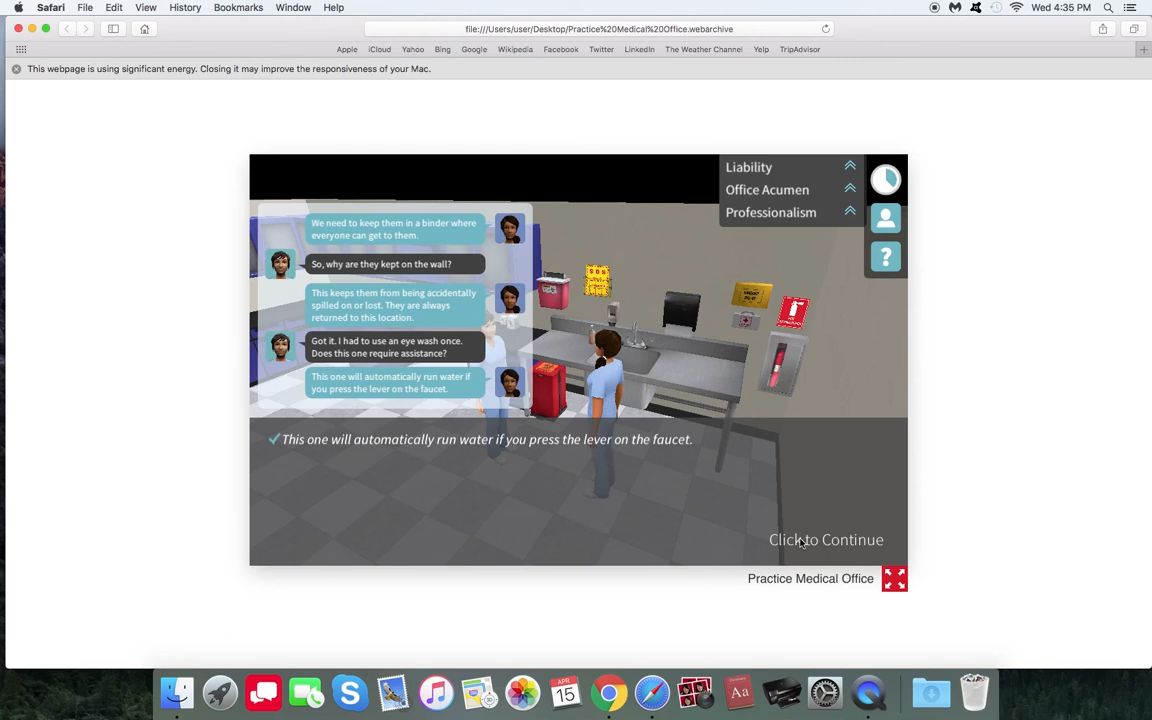 Safari File Edit View History Bookmarks Window Help
Wed 4:35 PM
file:///Users/user/Desktop/Practice%20Medical%20Office.webarchive
Apple iCloud Yahoo Bing Google Wikipedia Facebook Twitter LinkedIn The Weather Channel Yelp TripAdvisor
This webpage is using significant energy. Closing it may improve the responsiveness of your Mac.
Liability
Office Acumen
Professionalism
?
We need to keep them in a binder where
everyone can get to them.
So, why are they kept on the wall?
This keeps them from being accidentally
spilled on or lost. They are always
returned to this location.
Got it. I had to use an eye wash once.
Does this one require assistance?
This one will automatically run water if
you press the lever on the faucet.
SDS
This one will automatically run water if you press the lever on the faucet.
Click to Continue
Practice Medical Office
APR
15
Aa